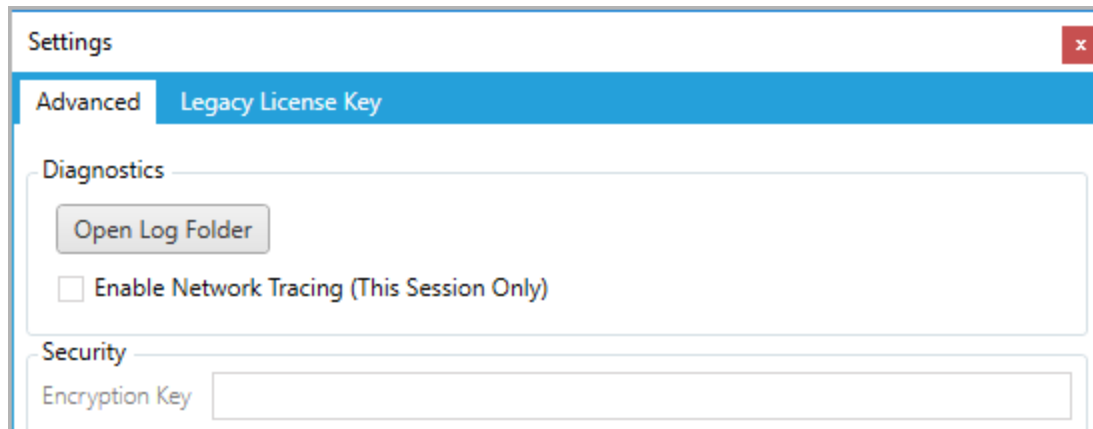 Settings
x
Advanced Legacy License Key
Diagnostics
Open Log Folder
Enable Network Tracing (This Session Only)
Security
Encryption Key